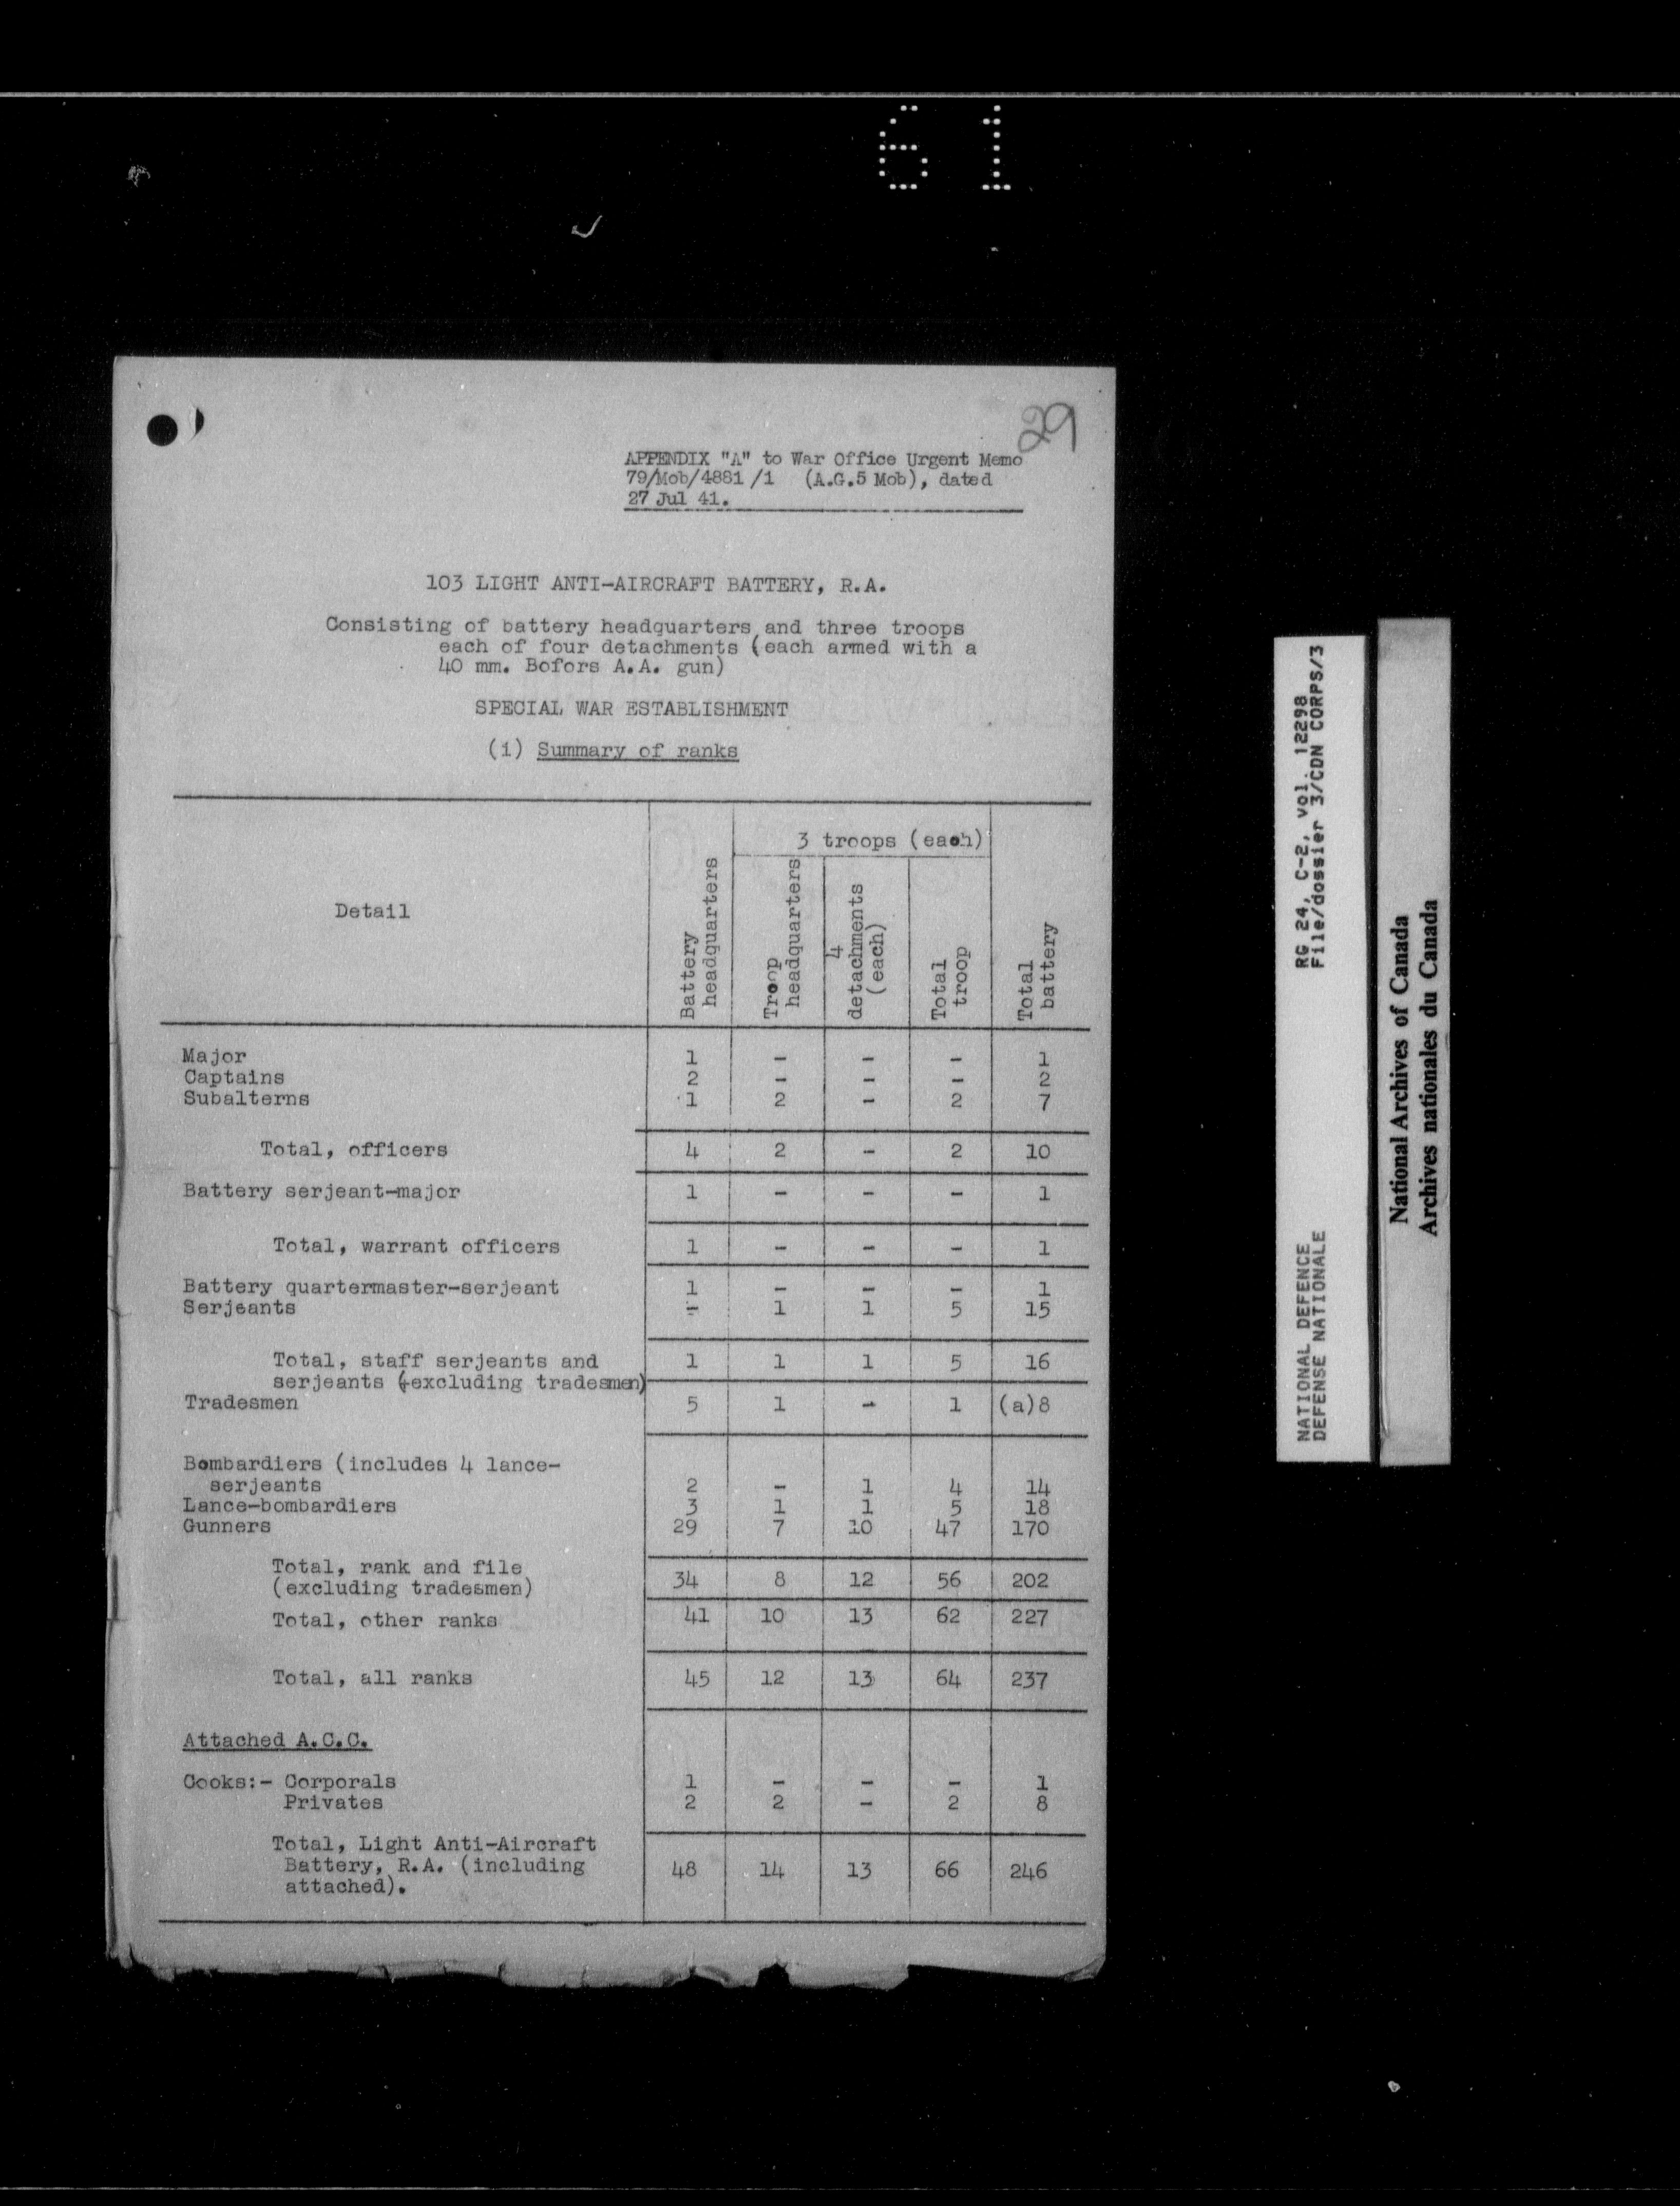 61
29
APPENDIX "A" to War Office Urgent Memo
79/Mob/4881 /1 (A.G.5 Mob), dated
27 Jul 41.
103 LIGHT ANTI-AIRCRAFT BATTERY, R.A.
Consisting of battery headquarters and three troops
each of four detachments (each armed with a
40 mm. Bofors A.A. gun)
SPECIAL WAR ESTABLISHMENT
(i) Summary of ranks
Detail
Battery headquarters
3 troops (each)
Troop headquarters
4 detachments (each)
Total troop
Total battery
Major 1 - - - 1
Captains 2 - - - 2
Subalterns 1 2 - 2 7
Total, officers 4 2 - 2 10
Battery serjeant-major 1 - - - 1
Total, warrant officers 1 - - - 1
Battery quartermaster-serjeant 1 - - - 1
Serjeants - 1 1 5 15
Total, staff serjeants and 1 1 1 5 16
serjeants (excluding tradesmen)
Tradesmen 5 1 - 1 (a)8
Bombardiers (includes 4 lance-
serjeants 2 - 1 4 14
Lance-bombardiers 3 1 1 5 18
Gunners 29 7 10 47 170
Total, rank and file
(excluding tradesmen) 34 8 12 56 202
Total, other ranks 41 10 13 62 227
Total, all ranks 45 12 13 64 237
Attached A.C.C.
Cooks:- Corporals 1 - - - 1
Privates 2 2 - 2 8
Total, Light Anti-Aircraft
Battery, R.A. (including 48 14 13 66 246
attached).
NATIONAL DEFENCE RG 24, C-2, vol. 12298
DEFENSE NATIONALE File/dossier 3/CDN CORPS/3
National Archives of Canada
Archives nationales du Canada